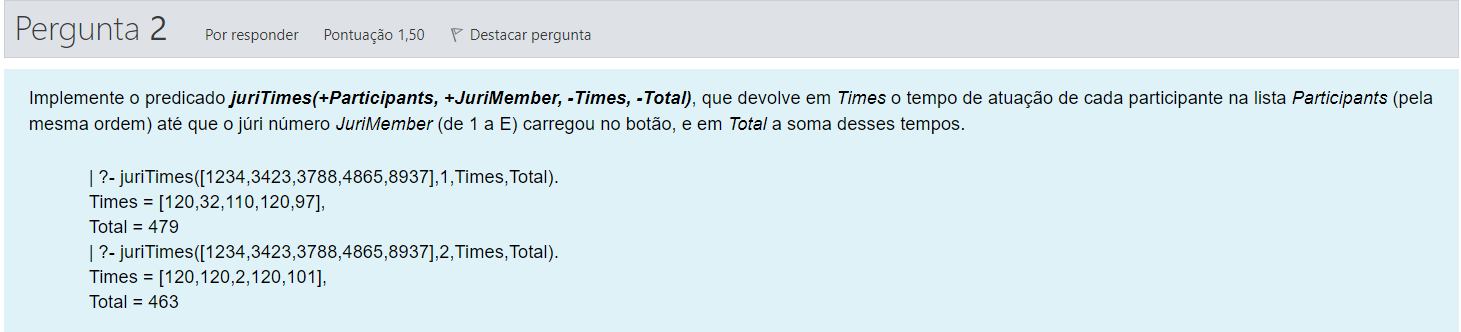 Pergunta 2 Por responder Pontuação 1,50 Destacar pergunta
Implemente o predicado juriTimes(+Participants, +JuriMember, -Times, -Total), que devolve em Times o tempo de atuação de cada participante na lista Participants (pela
mesma ordem) até que o júri número JuriMember (de 1 a E) carregou no botão, e em Total a soma desses tempos.
| ?- juriTimes([1234,3423,3788,4865,8937],1,Times,Total).
Times = [120,32,110,120,97],
Total = 479
| ?- juriTimes([1234,3423,3788,4865,8937],2,Times,Total).
Times = [120,120,2,120,101],
Total = 463